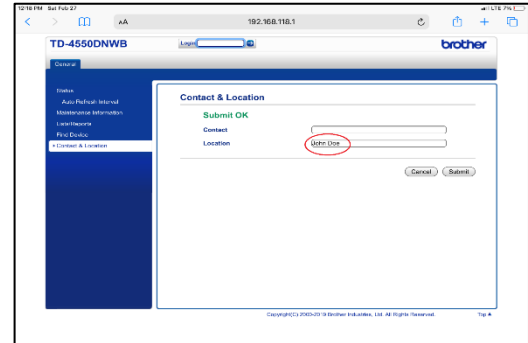 12:18 PM Sat Feb 27
LTE 7%
AA
192.168.118.1
TD-4550DNWB
Login
brother
General
Status
Auto Refresh Interval
Maintenance Information
Lists/Reports
Find Device
Contact & Location
Contact & Location
Submit OK
Contact
Location
John Doe
Cancel
Submit
Copyright(C) 2000-2019 Brother Industries, Ltd. All Rights Reserved.
Top